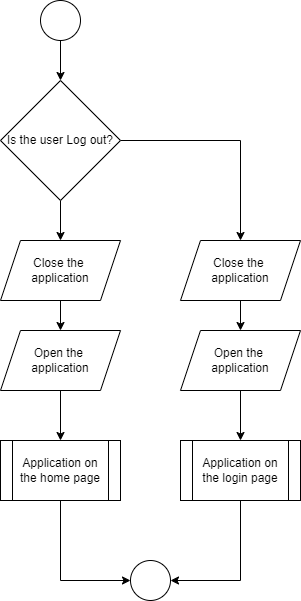 Is the user Log out?
Close the
application
Close the
application
Open the
application
Open the
application
Application on
the home page
Application on
the login page